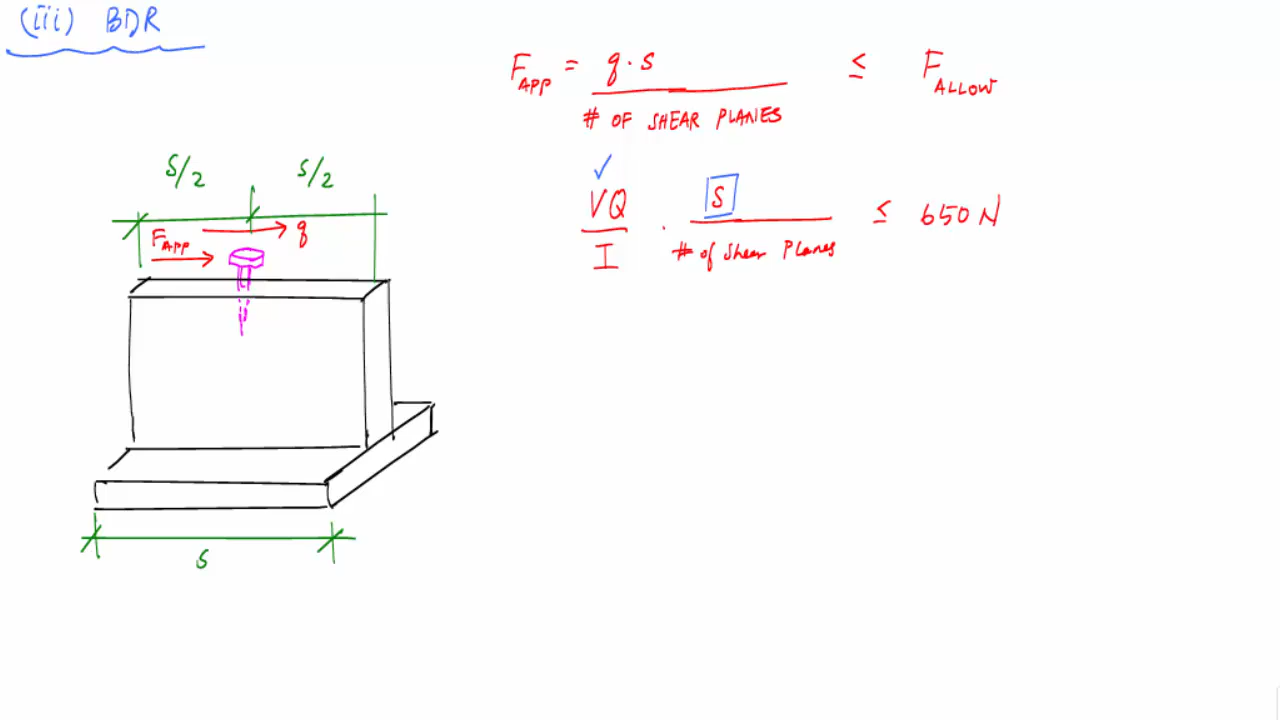 (iii) BDR
F_APP = q · s ≤ F_ALLOW
# OF SHEAR PLANES
S/2 S/2
✓
VQ/I · S ≤ 650 N
# of Shear Planes
q
F_APP
S